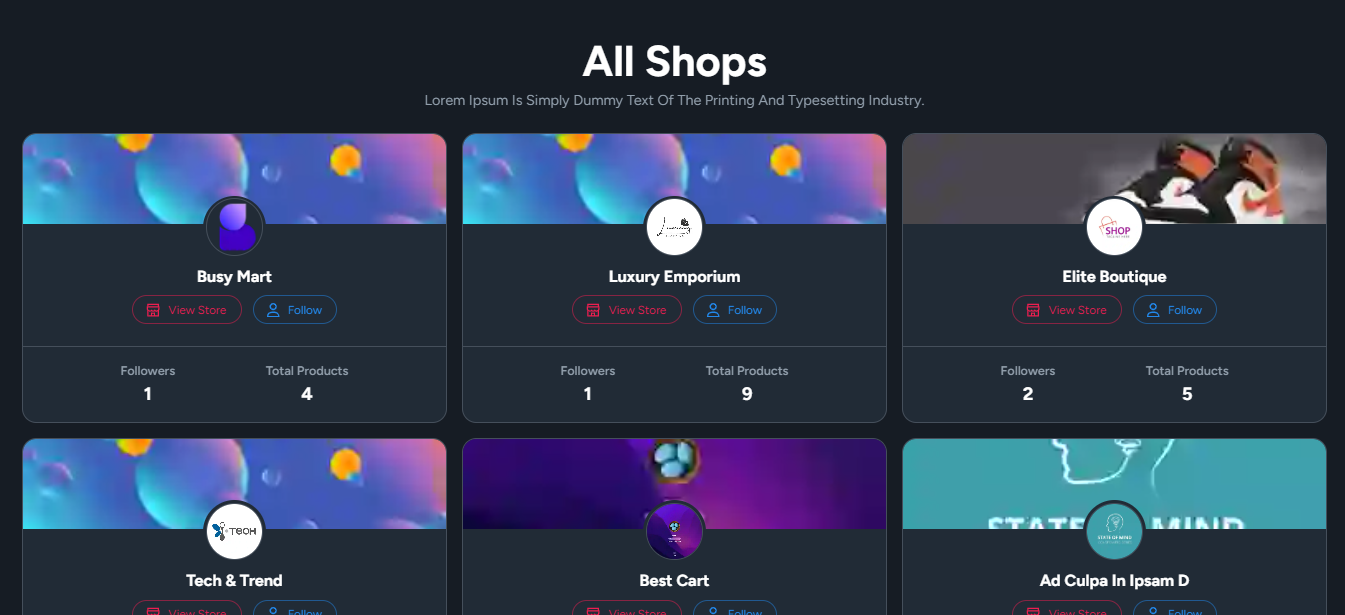 All Shops
Lorem Ipsum Is Simply Dummy Text Of The Printing And Typesetting Industry.
Busy Mart
View Store
Follow
Followers
Total Products
1
4
Luxury Emporium
View Store
Follow
Followers
Total Products
1
9
SHOP
Elite Boutique
View Store
Follow
Followers
Total Products
2
5
TECH
Tech & Trend
View Store
Follow
Best Cart
View Store
Follow
STATE MIND
STATE OF MIND
Ad Culpa In Ipsam D
View Store
Follow